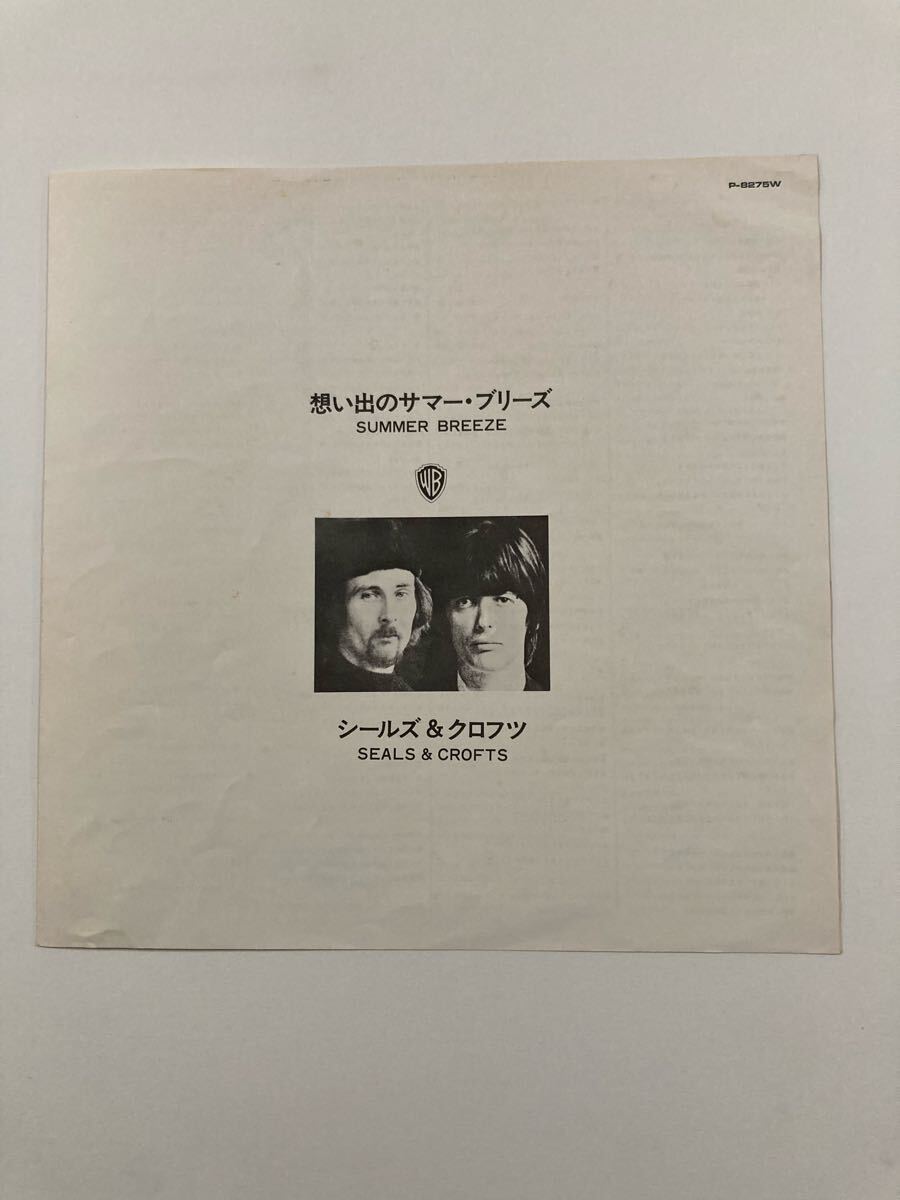 P-8275W
想い出のサマー・ブリーズ
SUMMER BREEZE
WB
シールズ & クロフツ
SEALS & CROFTS